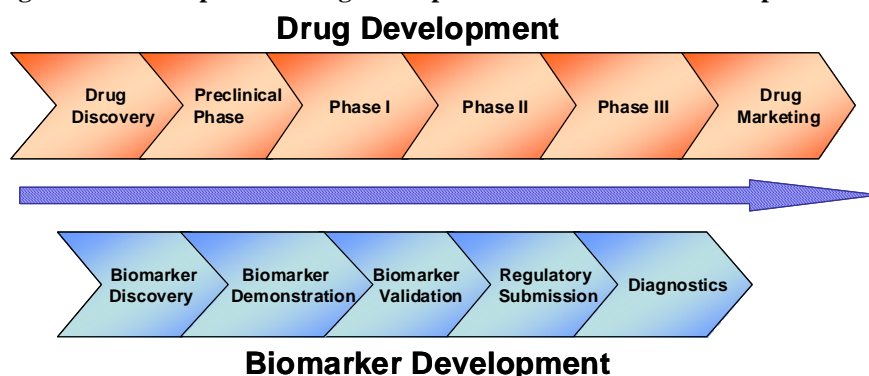 Drug Development
Drug
Discovery
Preclinical
Phase
Phase I
Phase II
Phase III
Drug
Marketing
Biomarker
Discovery
Biomarker
Demonstration
Biomarker
Validation
Regulatory
Submission
Diagnostics
Biomarker Development